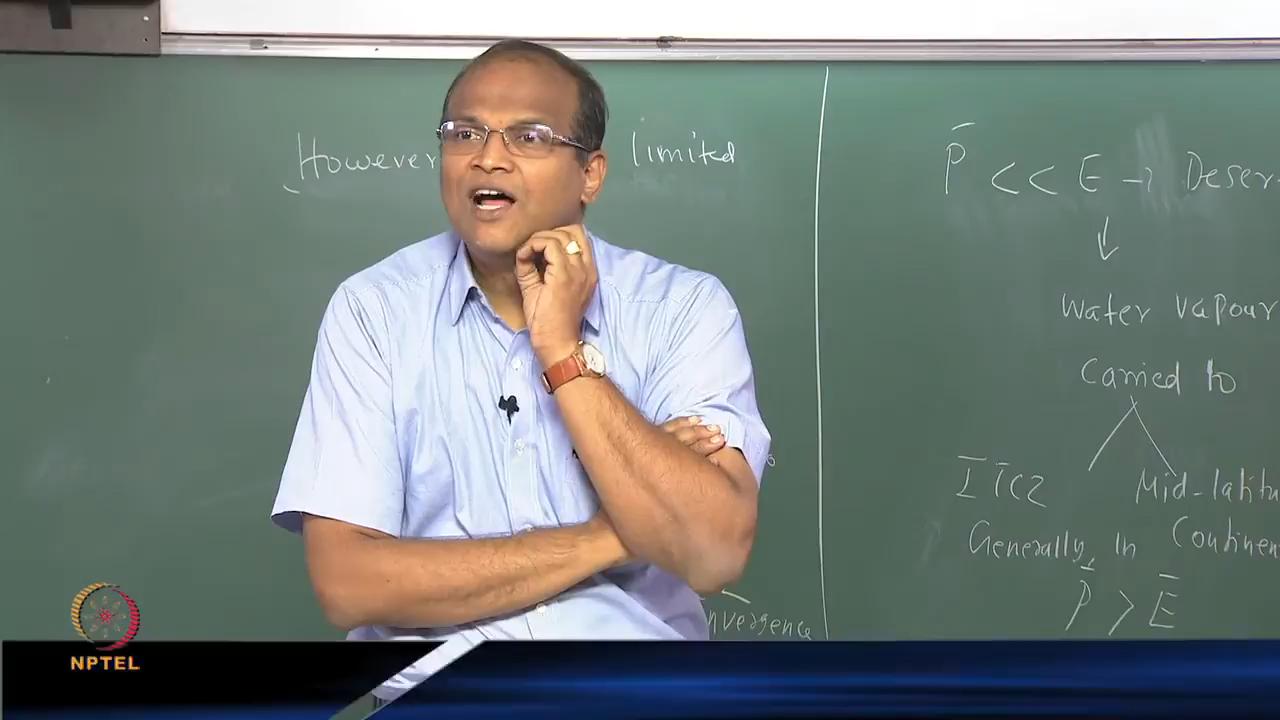 However limited
P̄ << E → Deser
↓
Water vapour
Carried to
ITCZ Mid-latitu
Generally, in Continen
P̄ > Ē
nvergence
NPTEL